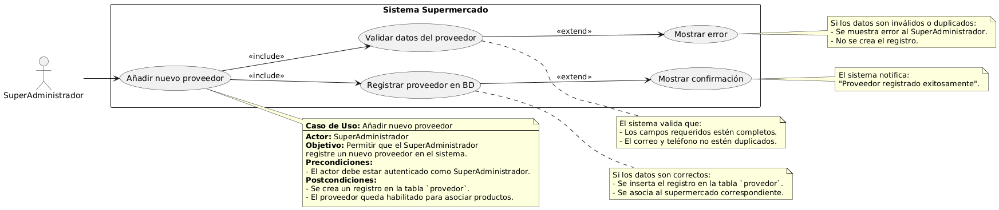 Sistema Supermercado
SuperAdministrador
Añadir nuevo proveedor
«include»
«include»
Validar datos del proveedor
Registrar proveedor en BD
«extend»
«extend»
Mostrar error
Mostrar confirmación
Si los datos son inválidos o duplicados:
- Se muestra error al SuperAdministrador.
- No se crea el registro.
El sistema notifica:
"Proveedor registrado exitosamente".
El sistema valida que:
- Los campos requeridos estén completos.
- El correo y teléfono no estén duplicados.
Caso de Uso: Añadir nuevo proveedor
Actor: SuperAdministrador
Objetivo: Permitir que el SuperAdministrador
registre un nuevo proveedor en el sistema.
Precondiciones:
- El actor debe estar autenticado como SuperAdministrador.
Postcondiciones:
- Se crea un registro en la tabla `provedor`.
- El proveedor queda habilitado para asociar productos.
Si los datos son correctos:
- Se inserta el registro en la tabla `provedor`.
- Se asocia al supermercado correspondiente.